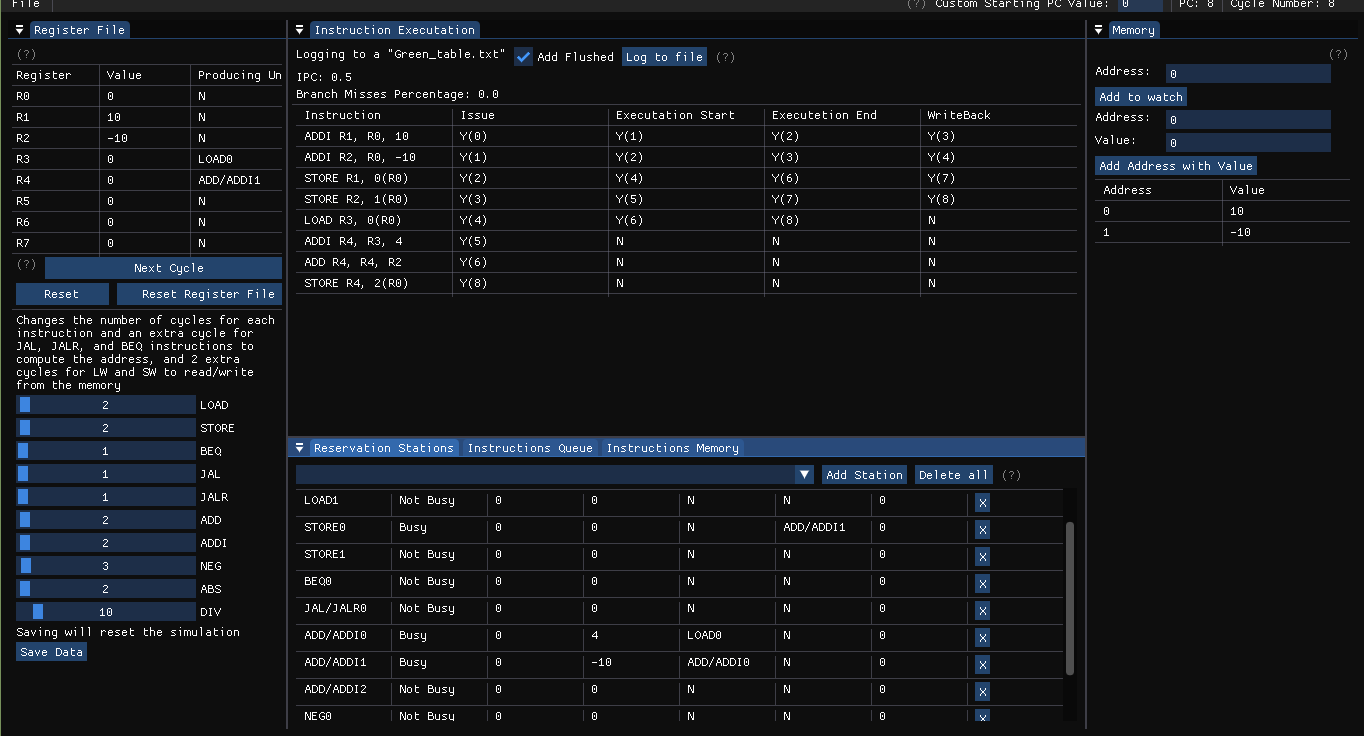 File (?) Custom Starting PC Value: 0 PC: 8 Cycle Number: 8
Register File
(?)
Register Value Producing Un
R0 0 N
R1 10 N
R2 -10 N
R3 0 LOAD0
R4 0 ADD/ADDI1
R5 0 N
R6 0 N
R7 0 N
(?) Next Cycle
Reset Reset Register File
Changes the number of cycles for each
instruction and an extra cycle for
JAL, JALR, and BEQ instructions to
compute the address, and 2 extra
cycles for LW and SW to read/write
from the memory
2 LOAD
2 STORE
1 BEQ
1 JAL
1 JALR
2 ADD
2 ADDI
3 NEG
2 ABS
10 DIV
Saving will reset the simulation
Save Data
Instruction Executation
Logging to a "Green_table.txt" Add Flushed Log to file (?)
IPC: 0.5
Branch Misses Percentage: 0.0
Instruction Issue Executation Start Executetion End WriteBack
ADDI R1, R0, 10 Y(0) Y(1) Y(2) Y(3)
ADDI R2, R0, -10 Y(1) Y(2) Y(3) Y(4)
STORE R1, 0(R0) Y(2) Y(4) Y(6) Y(7)
STORE R2, 1(R0) Y(3) Y(5) Y(7) Y(8)
LOAD R3, 0(R0) Y(4) Y(6) Y(8) N
ADDI R4, R3, 4 Y(5) N N N
ADD R4, R4, R2 Y(6) N N N
STORE R4, 2(R0) Y(8) N N N
Reservation Stations Instructions Queue Instructions Memory
Add Station Delete all (?)
LOAD1 Not Busy 0 0 N N 0 x
STORE0 Busy 0 0 N ADD/ADDI1 0 x
STORE1 Not Busy 0 0 N N 0 x
BEQ0 Not Busy 0 0 N N 0 x
JAL/JALR0 Not Busy 0 0 N N 0 x
ADD/ADDI0 Busy 0 4 LOAD0 N 0 x
ADD/ADDI1 Busy 0 -10 ADD/ADDI0 N 0 x
ADD/ADDI2 Not Busy 0 0 N N 0 x
NEG0 Not Busy 0 0 N N 0 x
Memory
(?)
Address: 0
Add to watch
Address: 0
Value: 0
Add Address with Value
Address Value
0 10
1 -10